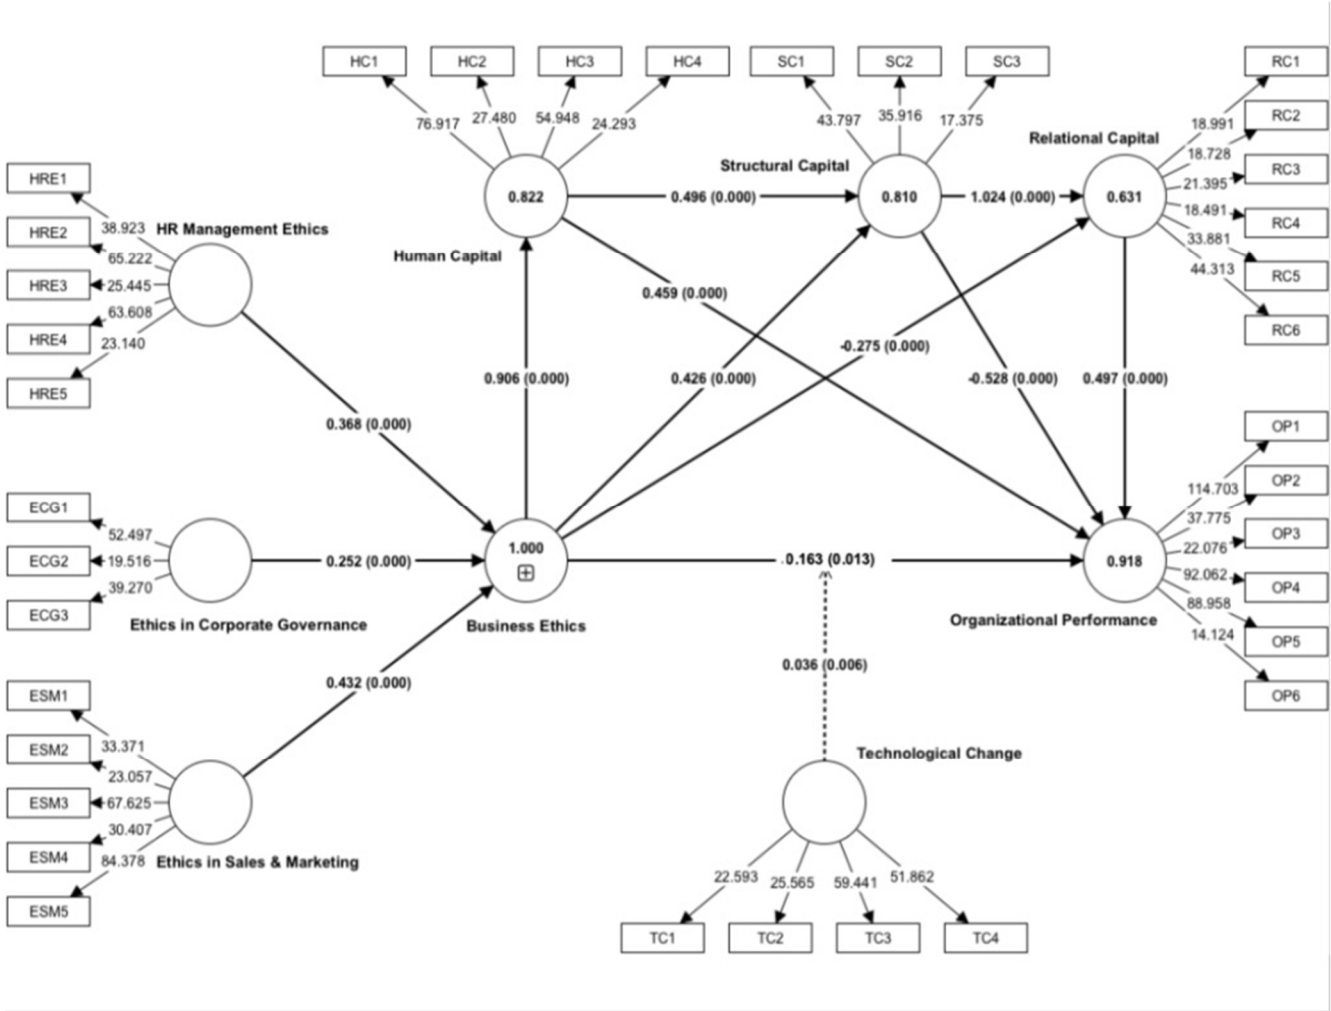 HC1 HC2 HC3 HC4 SC1 SC2 SC3 RC1
76.917 27.480 54.948 24.293 43.797 35.916 17.375 18.991
RC2
Relational Capital
18.728
Structural Capital
RC3
HRE1
21.395
0.822 0.496 (0.000) 0.810 1.024 (0.000) 0.631
18.491
RC4
38.923 HR Management Ethics
HRE2
33.881
Human Capital
65.222
44.313
RC5
HRE3 25.445
0.459 (0.000)
63.608
RC6
HRE4
23.140
-0.275 (0.000)
0.906 (0.000) 0.426 (0.000) -0.528 (0.000) 0.497 (0.000)
HRE5
0.368 (0.000)
OP1
114.703
OP2
ECG1
37.775
52.497
OP3
22.076
1.000
ECG2 19.516 0.252 (0.000) 0.163 (0.013) 0.918
92.062
OP4
39.270
88.958
ECG3
Ethics in Corporate Governance Business Ethics Organizational Performance
14.124
OP5
0.036 (0.006)
0.432 (0.000)
ESM1
OP6
33.371
ESM2
Technological Change
23.057
ESM3 67.625
30.407
ESM4
84.378 Ethics in Sales & Marketing
22.593 25.565 59.441 51.862
ESM5
TC1 TC2 TC3 TC4